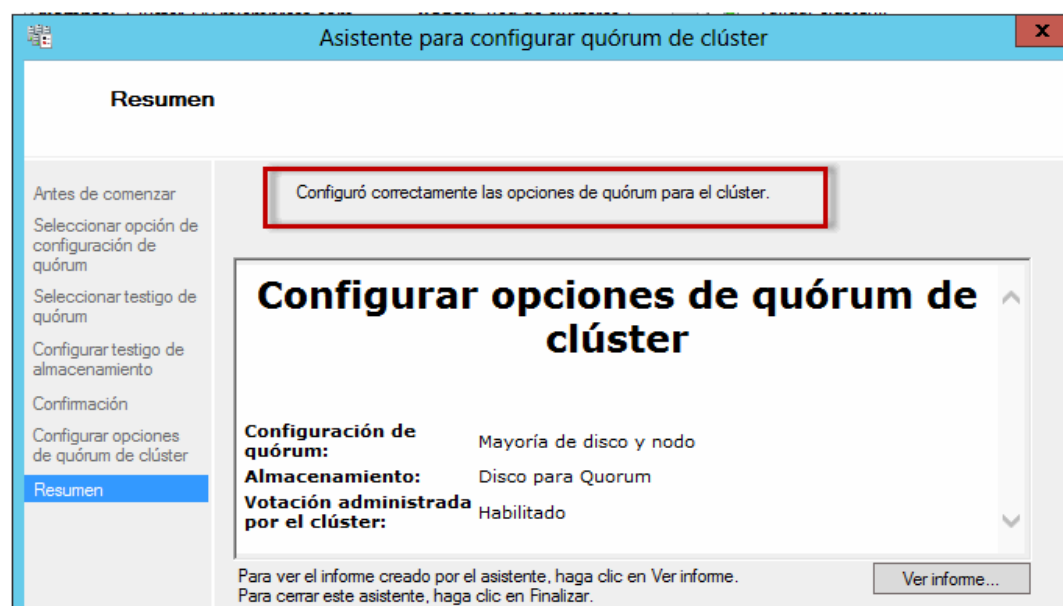 Asistente para configurar quórum de clúster
x
Resumen
Configuró correctamente las opciones de quórum para el clúster.
Antes de comenzar
Seleccionar opción de
configuración de
quórum
Seleccionar testigo de
quórum
Configurar testigo de
almacenamiento
Confirmación
Configurar opciones
de quórum de clúster
Resumen
Configurar opciones de quórum de
clúster
Configuración de
quórum:
Mayoría de disco y nodo
Almacenamiento: Disco para Quorum
Votación administrada
por el clúster:
Habilitado
Para ver el informe creado por el asistente, haga clic en Ver informe.
Para cerrar este asistente, haga clic en Finalizar.
Ver informe...